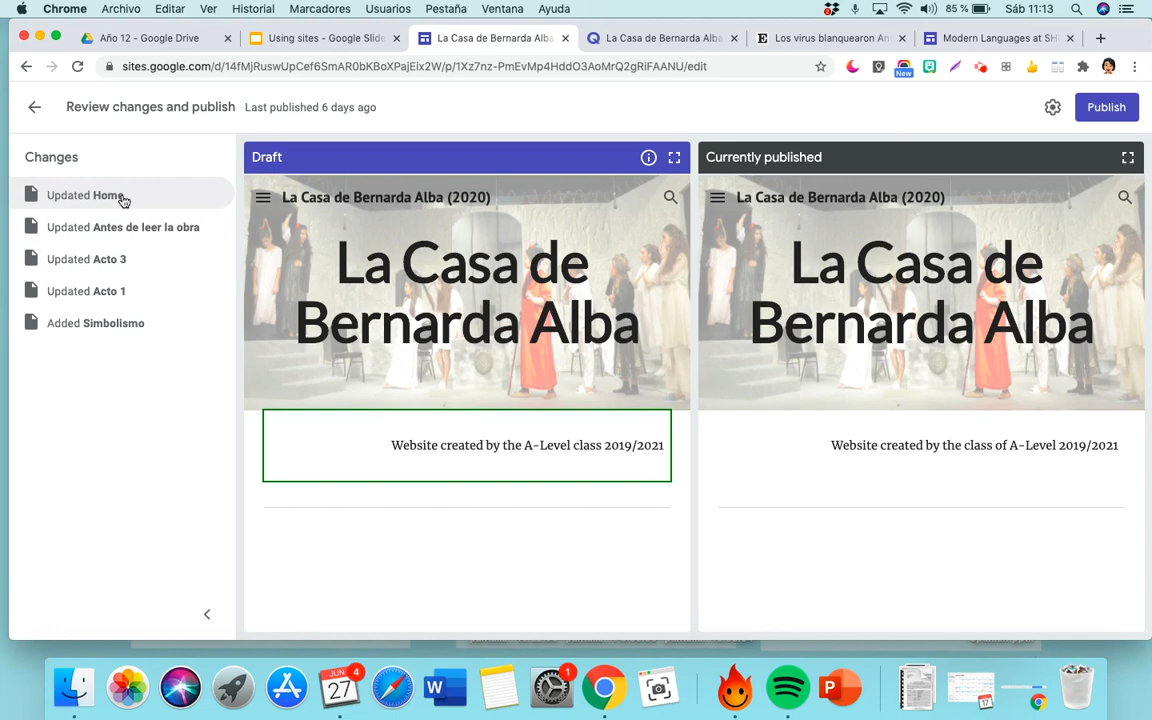 Chrome Archivo Editar Ver Historial Marcadores Usuarios Pestaña Ventana Ayuda 85 % Sáb 11:13
Año 12 - Google Drive Using sites - Google Slide La Casa de Bernarda Alba La Casa de Bernarda Alba Los virus blanquearon An Modern Languages at SH
sites.google.com/d/14fMjRuswUpCef6SmAR0bKBoXPajEix2W/p/1Xz7nz-PmEvMp4HddO3AoMrQ2gRiFAANU/edit
New
Review changes and publish Last published 6 days ago Publish
Changes
Updated Home
Updated Antes de leer la obra
Updated Acto 3
Updated Acto 1
Added Simbolismo
Draft
La Casa de Bernarda Alba (2020)
La Casa de
Bernarda Alba
Website created by the A-Level class 2019/2021
Currently published
La Casa de Bernarda Alba (2020)
La Casa de
Bernarda Alba
Website created by the class of A-Level 2019/2021
JUN
27
4
W
1
P
17